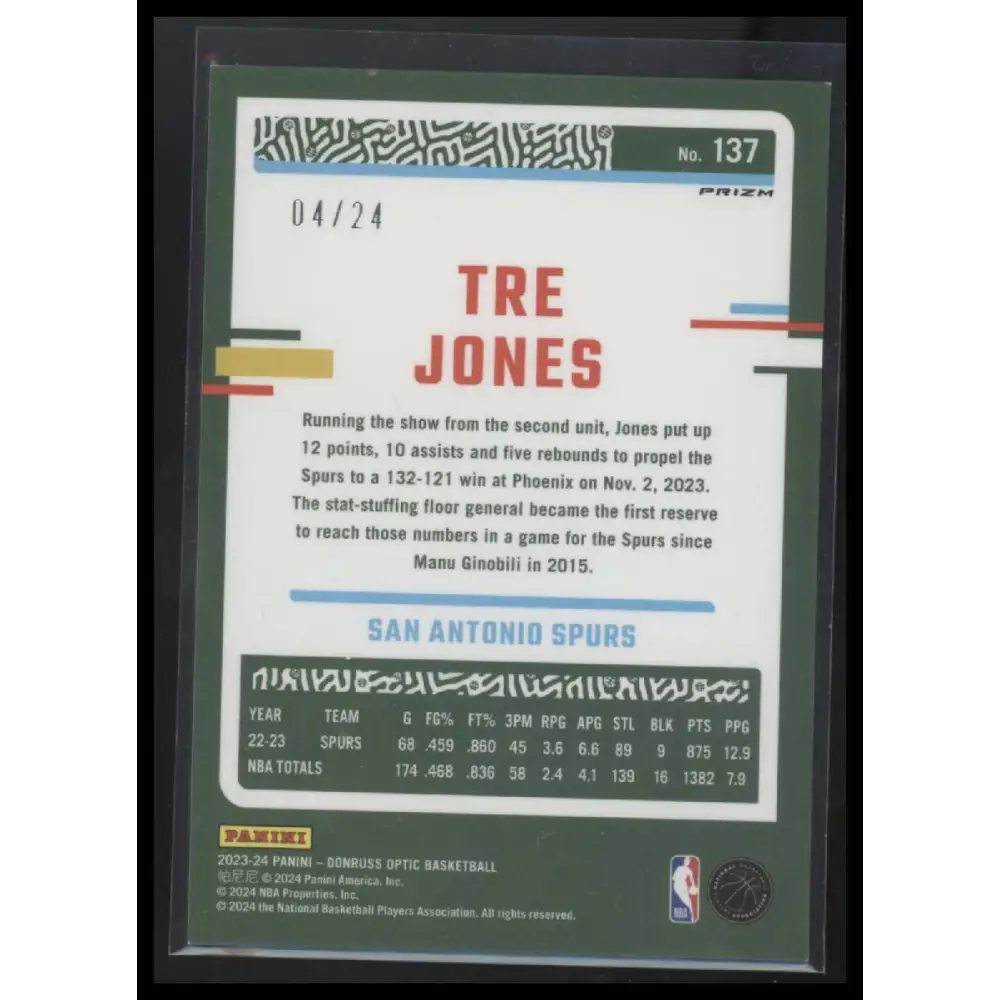 No. 137
PRIZM
04/24
TRE
JONES
Running the show from the second unit, Jones put up
12 points, 10 assists and five rebounds to propel the
Spurs to a 132-121 win at Phoenix on Nov. 2, 2023.
The stat-stuffing floor general became the first reserve
to reach those numbers in a game for the Spurs since
Manu Ginobili in 2015.
SAN ANTONIO SPURS
YEAR TEAM G FG% FT% 3PM RPG APG STL BLK PTS PPG
22-23 SPURS 68 .459 .860 45 3.6 6.6 89 9 875 12.9
NBA TOTALS 174 .468 .836 58 2.4 4.1 139 16 1382 7.9
PANINI
2023-24 PANINI – DONRUSS OPTIC BASKETBALL
帕尼尼 © 2024 Panini America, Inc.
© 2024 NBA Properties, Inc.
© 2024 the National Basketball Players Association. All rights reserved.
NBA